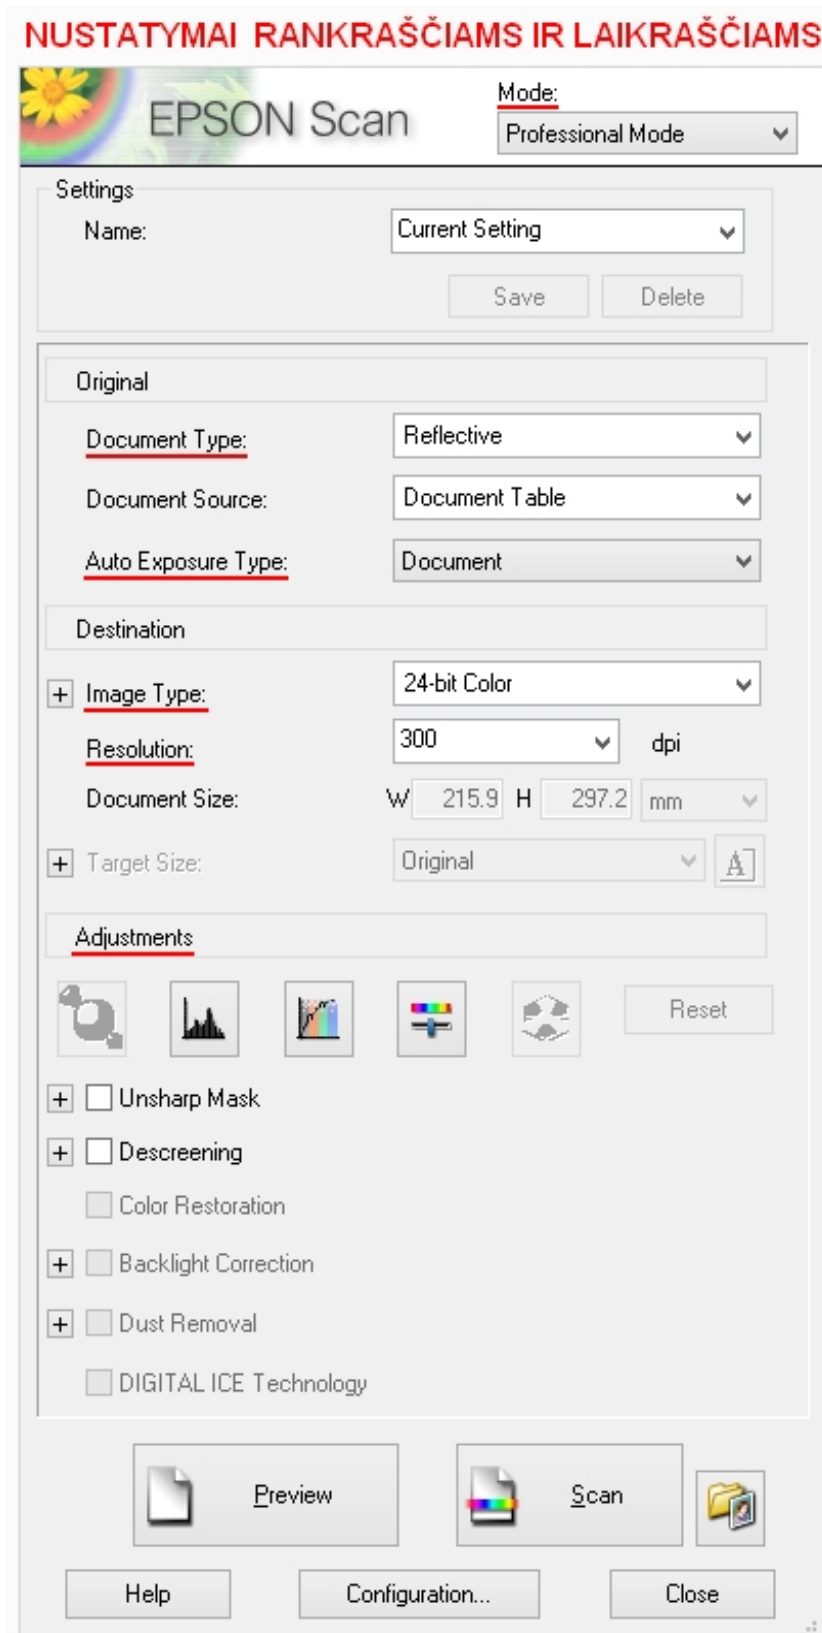 NUSTATYMAI RANKRAŠČIAMS IR LAIKRAŠČIAMS
EPSON Scan
Mode:
Professional Mode
Settings
Name: Current Setting
Save Delete
Original
Document Type: Reflective
Document Source: Document Table
Auto Exposure Type: Document
Destination
+ Image Type: 24-bit Color
Resolution: 300 dpi
Document Size: W 215.9 H 297.2 mm
+ Target Size: Original A
Adjustments
Reset
+ Unsharp Mask
+ Descreening
Color Restoration
+ Backlight Correction
+ Dust Removal
DIGITAL ICE Technology
Preview Scan
Help Configuration... Close